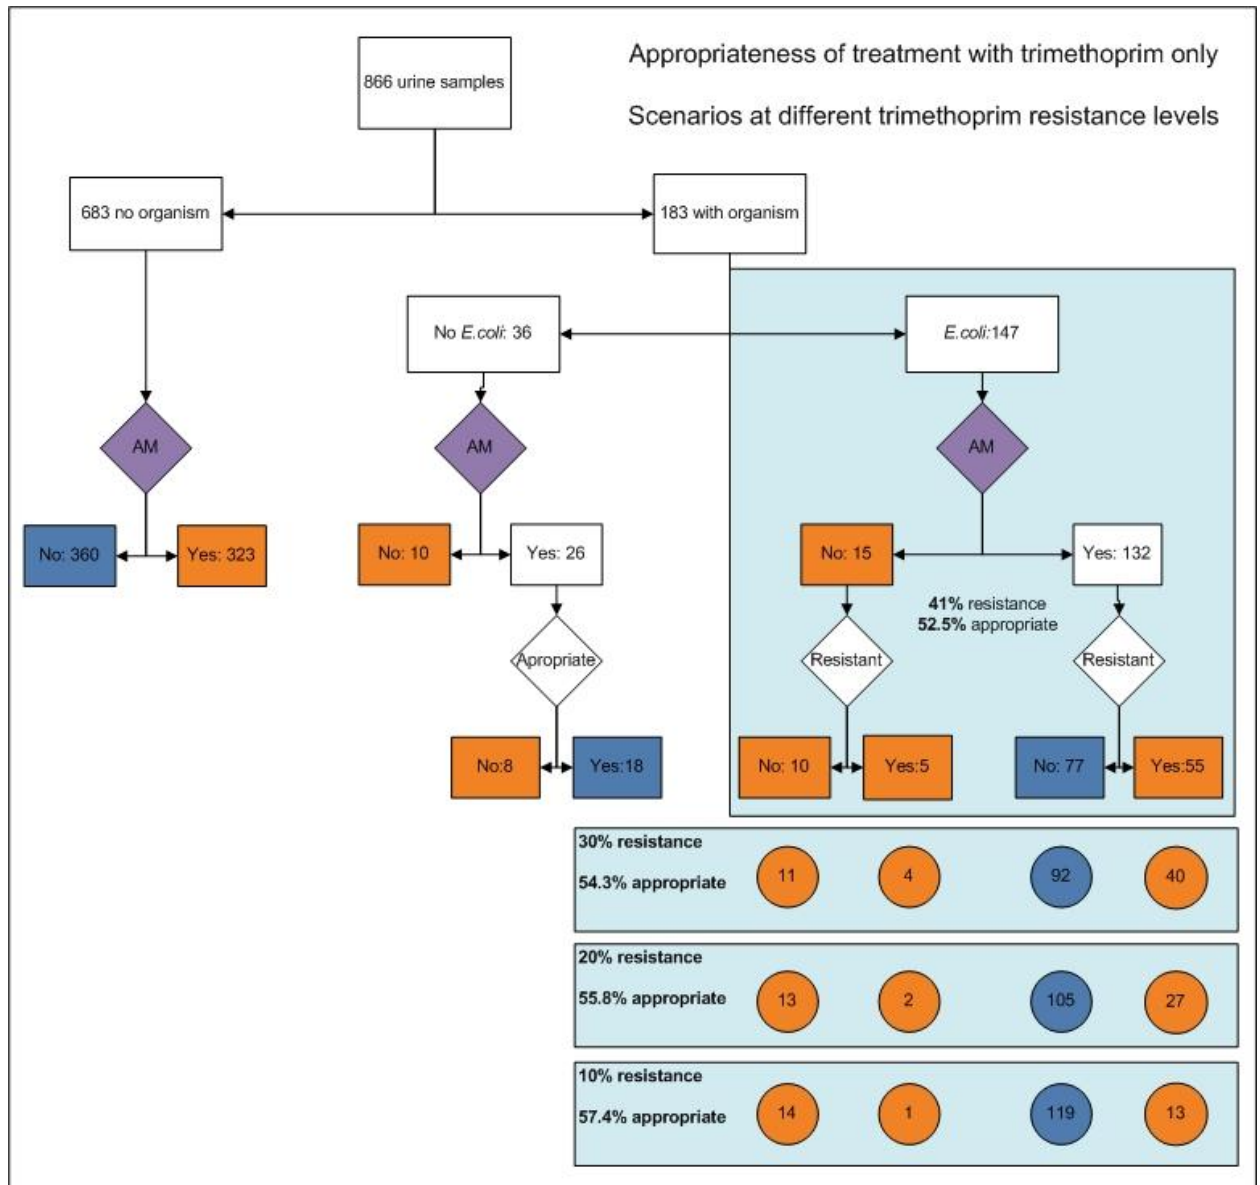 Appropriateness of treatment with trimethoprim only
Scenarios at different trimethoprim resistance levels
866 urine samples
683 no organism
183 with organism
No E.coli: 36
E.coli:147
AM
AM
AM
No: 360
Yes: 323
No: 10
Yes: 26
No: 15
Yes: 132
41% resistance
52.5% appropriate
Apropriate
Resistant
Resistant
No:8
Yes:18
No: 10
Yes:5
No: 77
Yes:55
30% resistance
54.3% appropriate
11
4
92
40
20% resistance
55.8% appropriate
13
2
105
27
10% resistance
57.4% appropriate
14
1
119
13